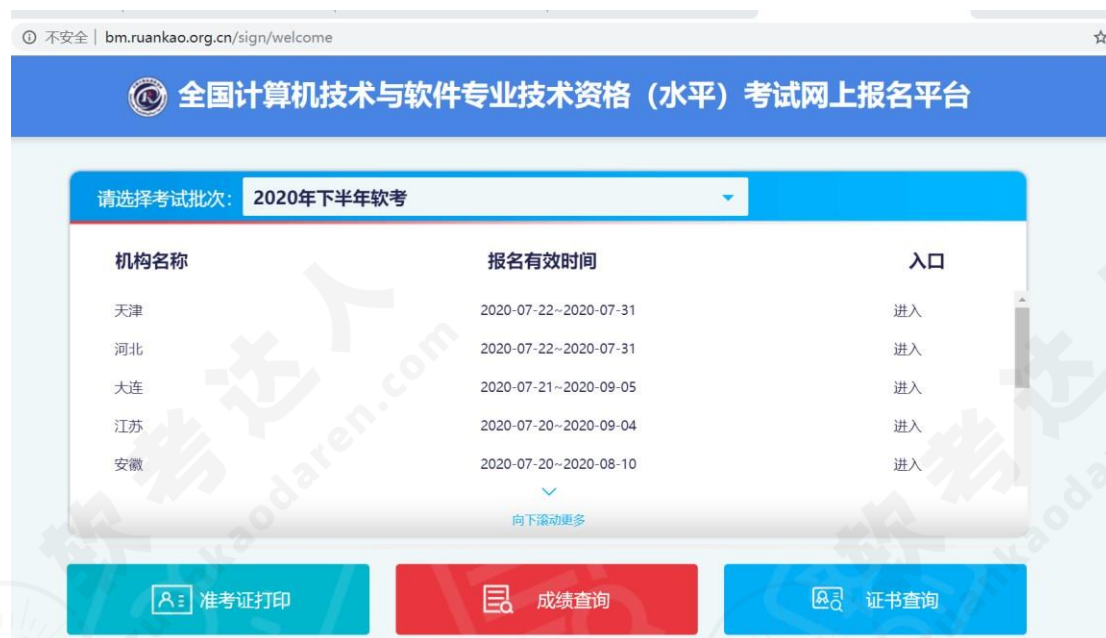 不安全 | bm.ruankao.org.cn/sign/welcome
全国计算机技术与软件专业技术资格（水平）考试网上报名平台
请选择考试批次： 2020年下半年软考
机构名称 报名有效时间 入口
天津 2020-07-22~2020-07-31 进入
河北 2020-07-22~2020-07-31 进入
大连 2020-07-21~2020-09-05 进入
江苏 2020-07-20~2020-09-04 进入
安徽 2020-07-20~2020-08-10 进入
向下滚动更多
准考证打印 成绩查询 证书查询
软考达人
ruankaodaren.com